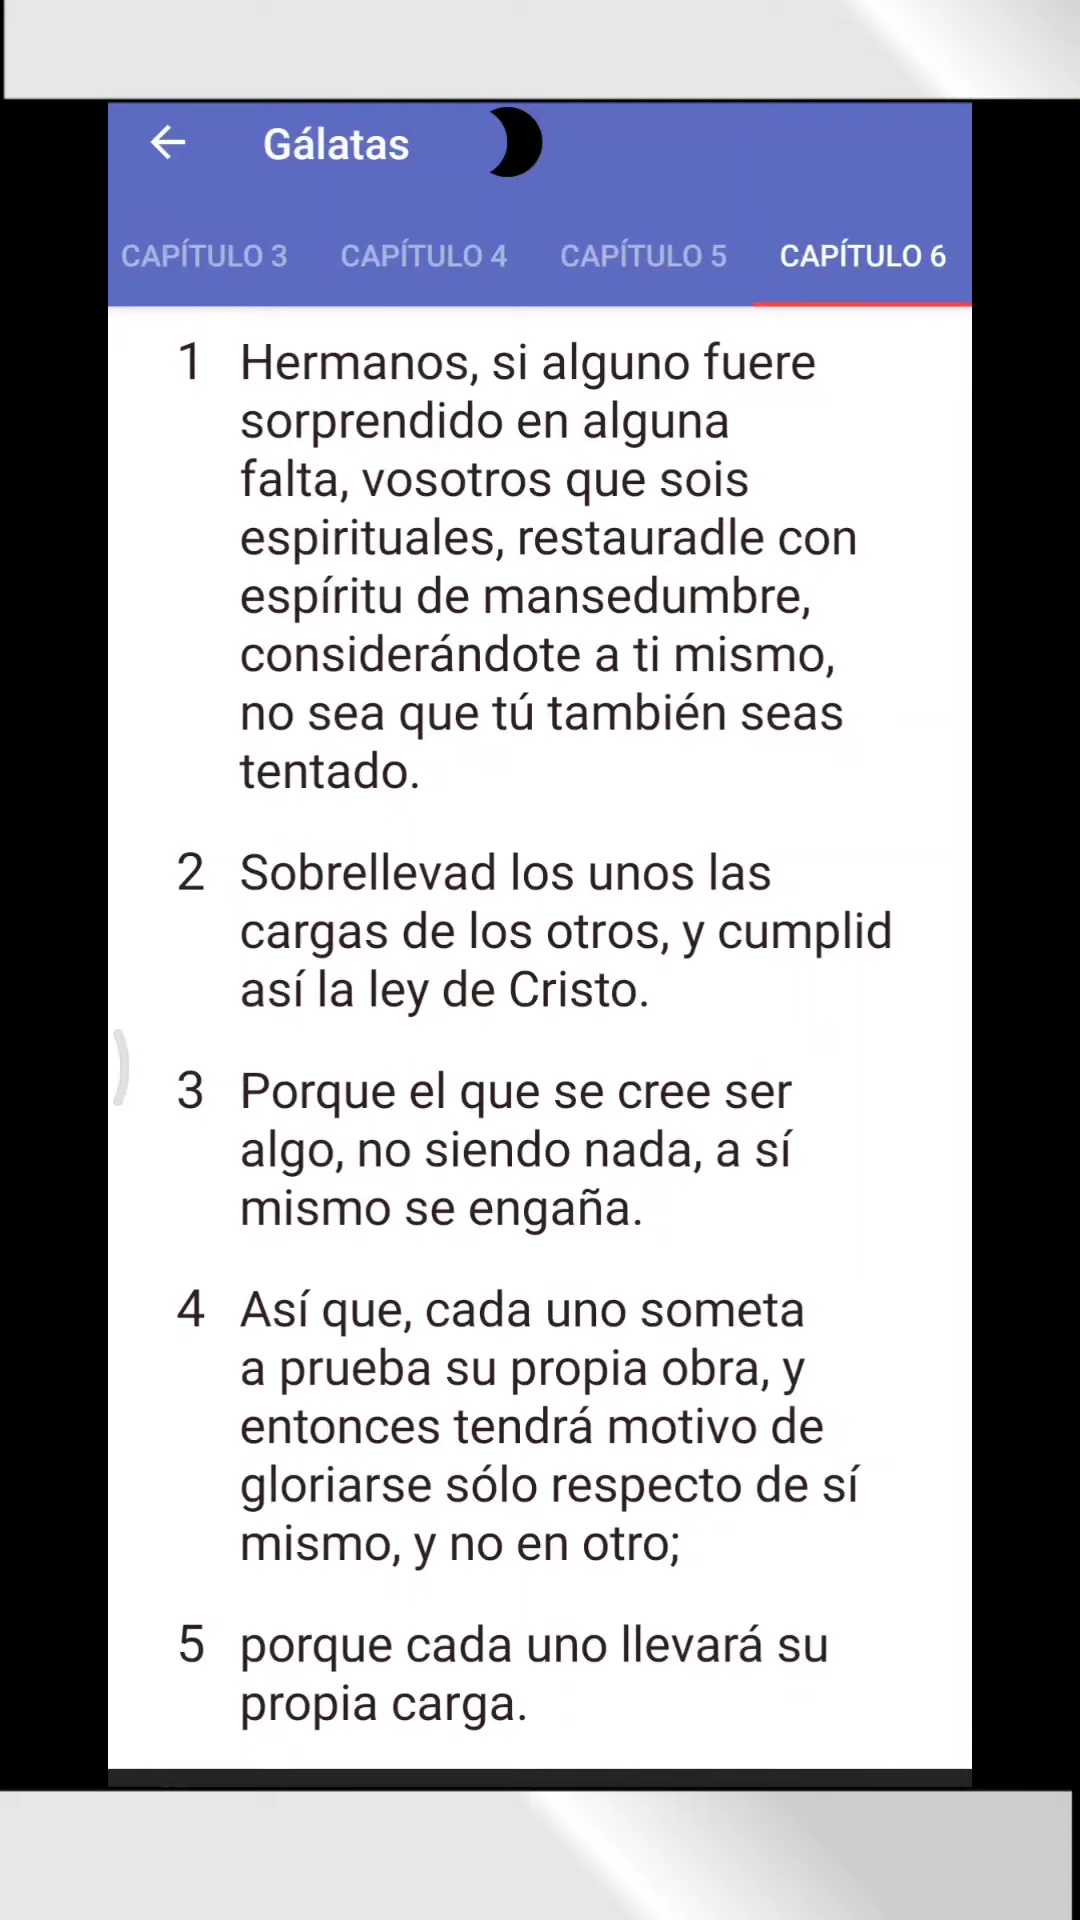 Gálatas
CAPÍTULO 3 CAPÍTULO 4 CAPÍTULO 5 CAPÍTULO 6
1 Hermanos, si alguno fuere
sorprendido en alguna
falta, vosotros que sois
espirituales, restauradle con
espíritu de mansedumbre,
considerándote a ti mismo,
no sea que tú también seas
tentado.
2 Sobrellevad los unos las
cargas de los otros, y cumplid
así la ley de Cristo.
3 Porque el que se cree ser
algo, no siendo nada, a sí
mismo se engaña.
4 Así que, cada uno someta
a prueba su propia obra, y
entonces tendrá motivo de
gloriarse sólo respecto de sí
mismo, y no en otro;
5 porque cada uno llevará su
propia carga.